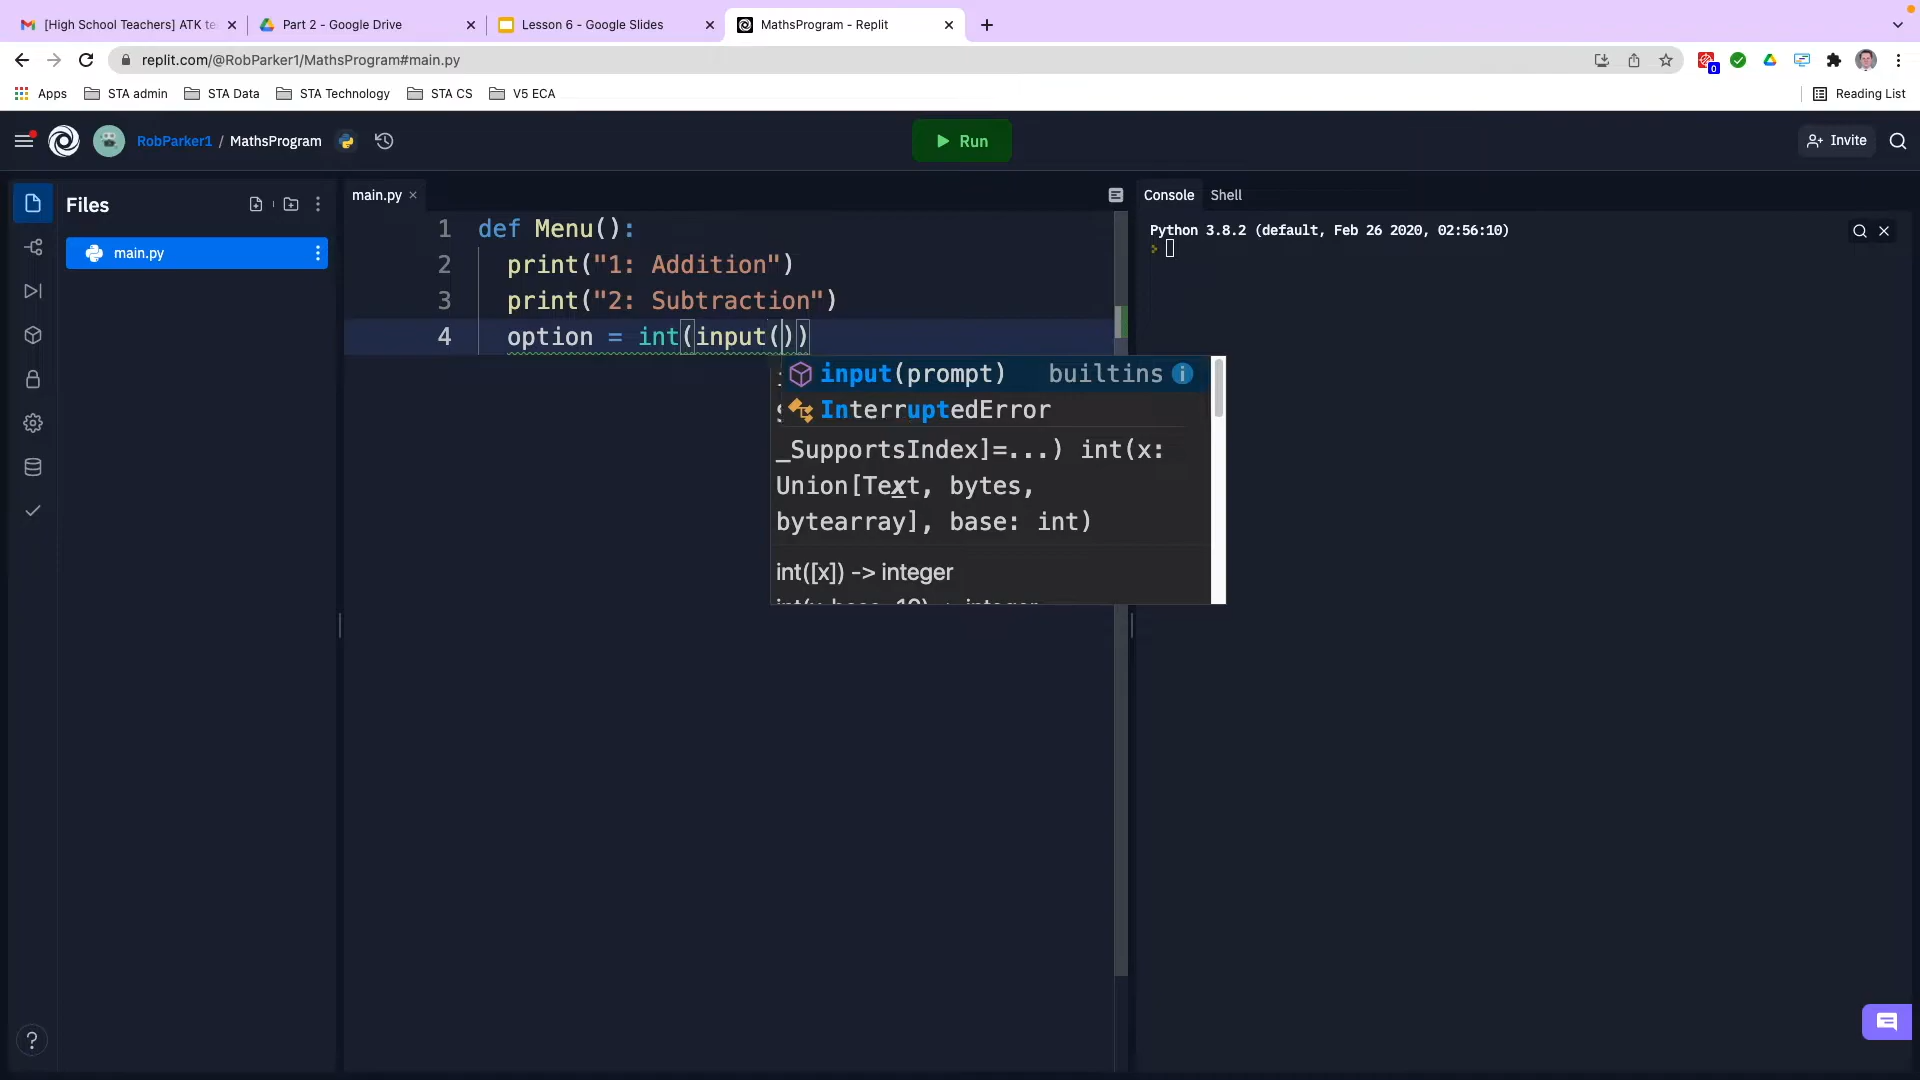 [High School Teachers] ATK te
Part 2 - Google Drive
Lesson 6 - Google Slides
MathsProgram - Replit
replit.com/@RobParker1/MathsProgram#main.py
0
Apps
STA admin
STA Data
STA Technology
STA CS
V5 ECA
Reading List
RobParker1 / MathsProgram
Run
Invite
Files
main.py
main.py
1 def Menu():
2 print("1: Addition")
3 print("2: Subtraction")
4 option = int(input())
input(prompt) builtins
InterruptedError
_SupportsIndex]=...) int(x:
Union[Text, bytes,
bytearray], base: int)
int([x]) -> integer
Console
Shell
Python 3.8.2 (default, Feb 26 2020, 02:56:10)